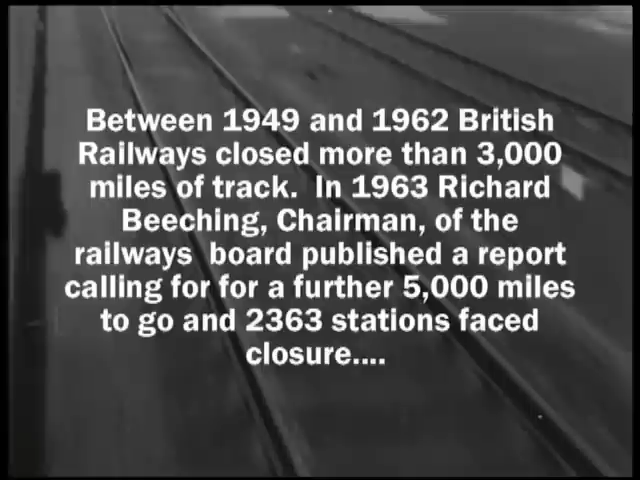 Between 1949 and 1962 British
Railways closed more than 3,000
miles of track.  In 1963 Richard
Beeching, Chairman, of the
railways  board published a report
calling for for a further 5,000 miles
to go and 2363 stations faced
closure....